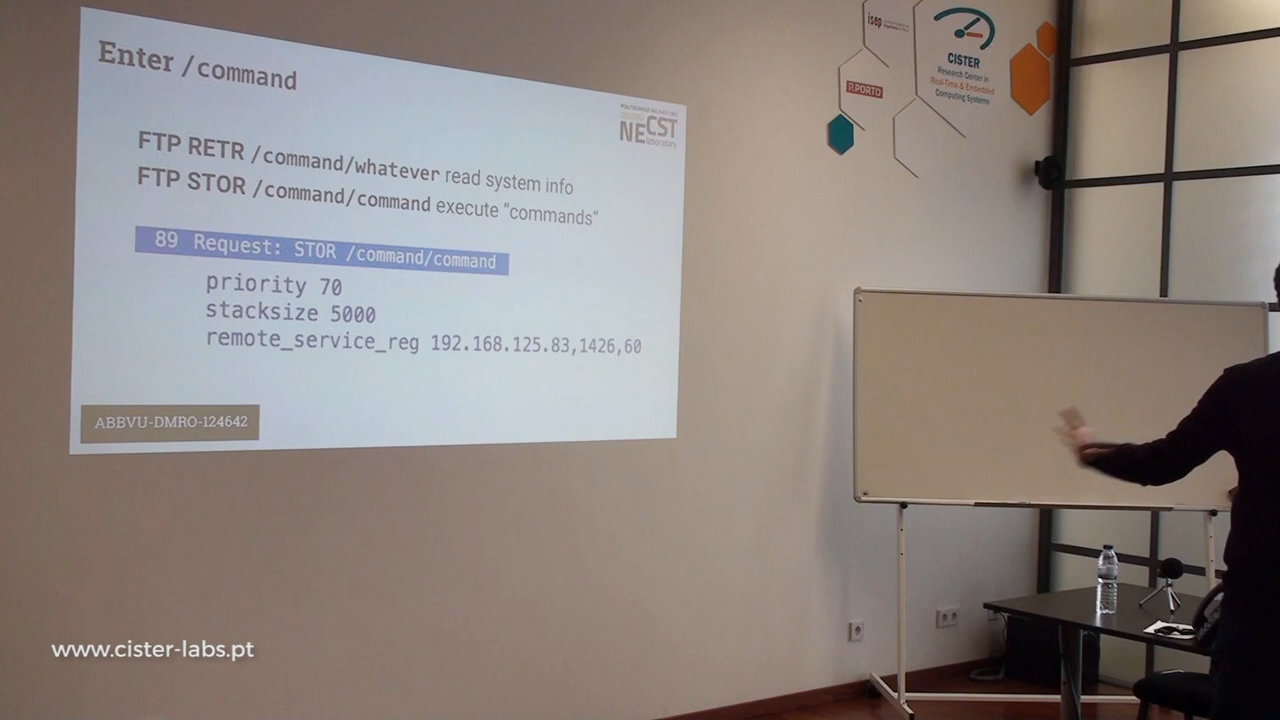 Enter /command
NECST
laboratory
FTP RETR /command/whatever read system info
FTP STOR /command/command execute "commands"
89 Request: STOR /command/command
priority 70
stacksize 5000
remote_service_reg 192.168.125.83,1426,60
ABBVU-DMRO-124642
isep
P.PORTO
CISTER
Research Center in
Real-Time & Embedded
Computing Systems
www.cister-labs.pt